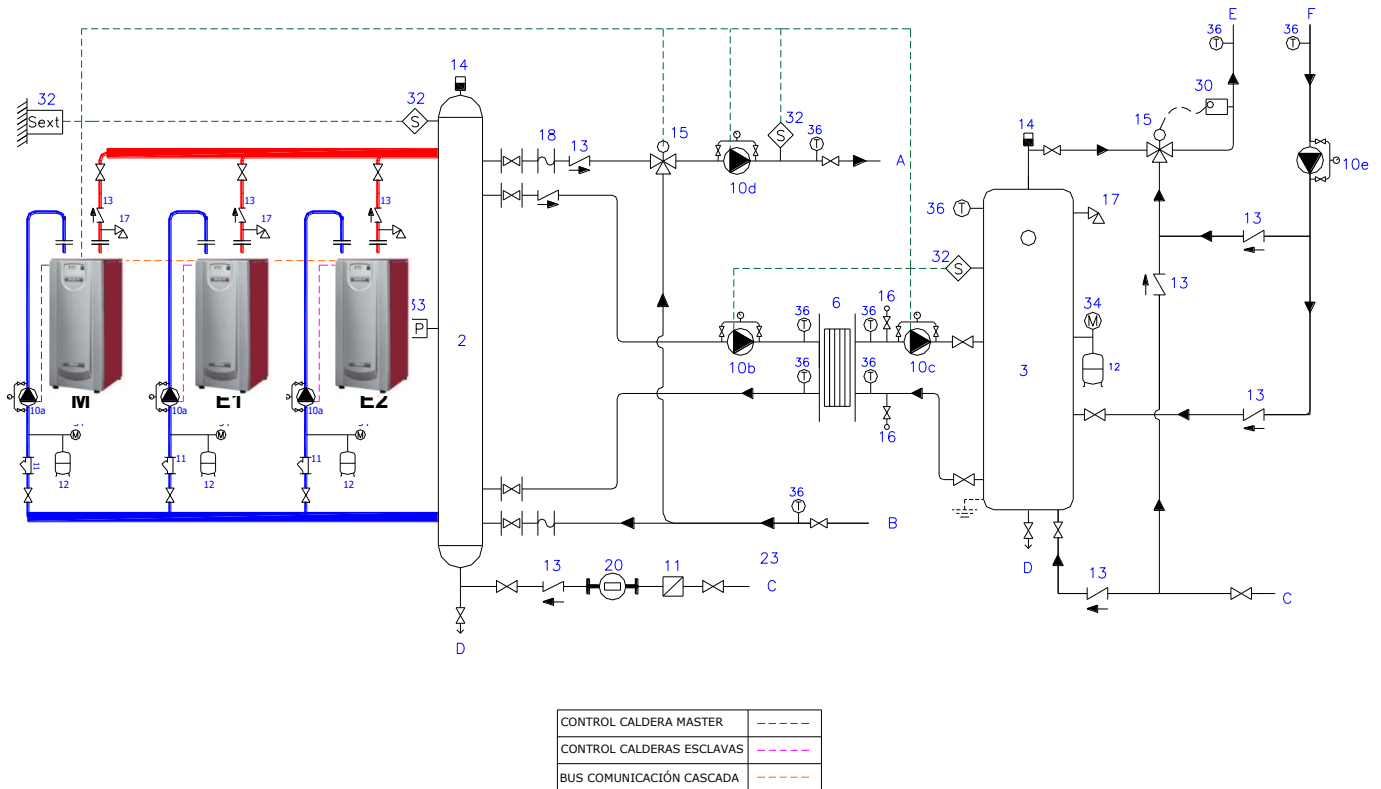 E F
36 36
14
30
32 32 32 36
Sext S S T T T
18 13 15 15
14
A
10d
10e
13 17 13 17 13 17
36 T 17
13
32 S
13
33
P
2
34
M
12
36 6 36 16
T T
10b 10c
36 36
T T
16
3
M E1 E2
10a 10a 10a
M M M
11 11 11
12 12 12
13
36
T
B
23
13 20 11
C
D
D
13
C
CONTROL CALDERA MASTER
CONTROL CALDERAS ESCLAVAS
BUS COMUNICACIÓN CASCADA